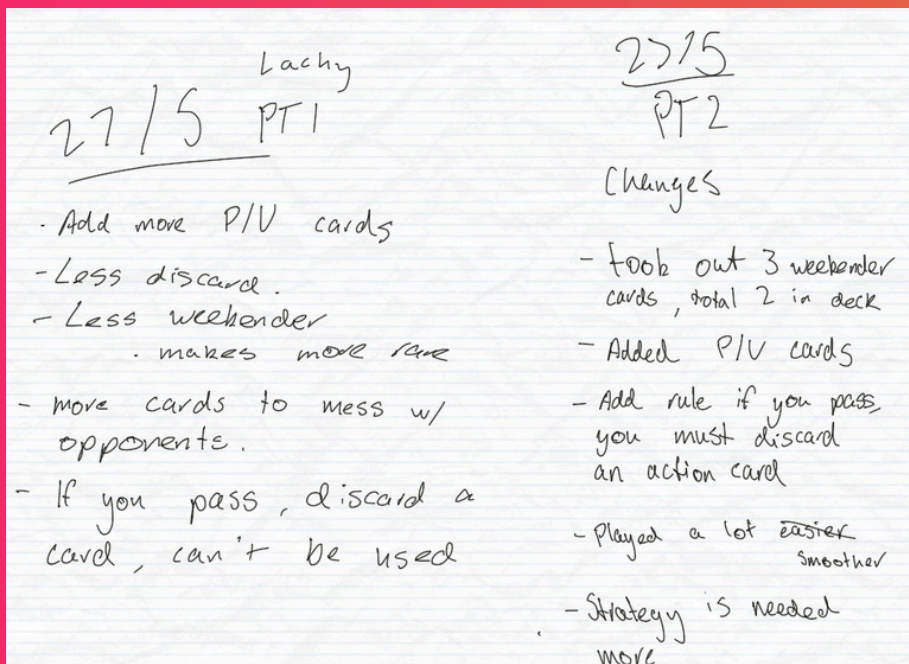 Lachy
27/5 PT1
· Add more P/V cards
- Less discard.
- Less weekender
· makes more rare
- more cards to mess w/
opponents.
- If you pass, discard a
card, can't be used
27/5
PT2
Changes
- took out 3 weekender
cards, total 2 in deck
- Added P/V cards
- Add rule if you pass,
you must discard
an action card
- Played a lot easier
smoother
- Strategy is needed
more